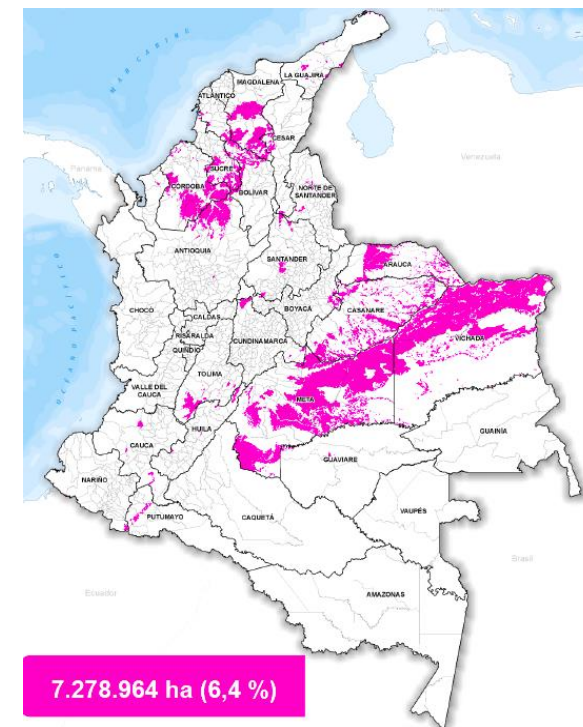 MAR CARIBE
LA GUAJIRA
MAGDALENA
ATLÁNTICO
CESAR
Panamá
Venezuela
SUCRE
CÓRDOBA
BOLÍVAR
NORTE DE
SANTANDER
ANTIOQUIA
SANTANDER
ARAUCA
CHOCÓ
CALDAS
BOYACÁ
CASANARE
RISARALDA
VICHADA
QUINDÍO
CUNDINAMARCA
Océano PACÍFICO
TOLIMA
VALLE DEL
CAUCA
META
GUAINÍA
HUILA
CAUCA
GUAVIARE
NARIÑO
PUTUMAYO
CAQUETÁ
VAUPÉS
Brasil
Ecuador
AMAZONAS
7.278.964 ha (6,4 %)